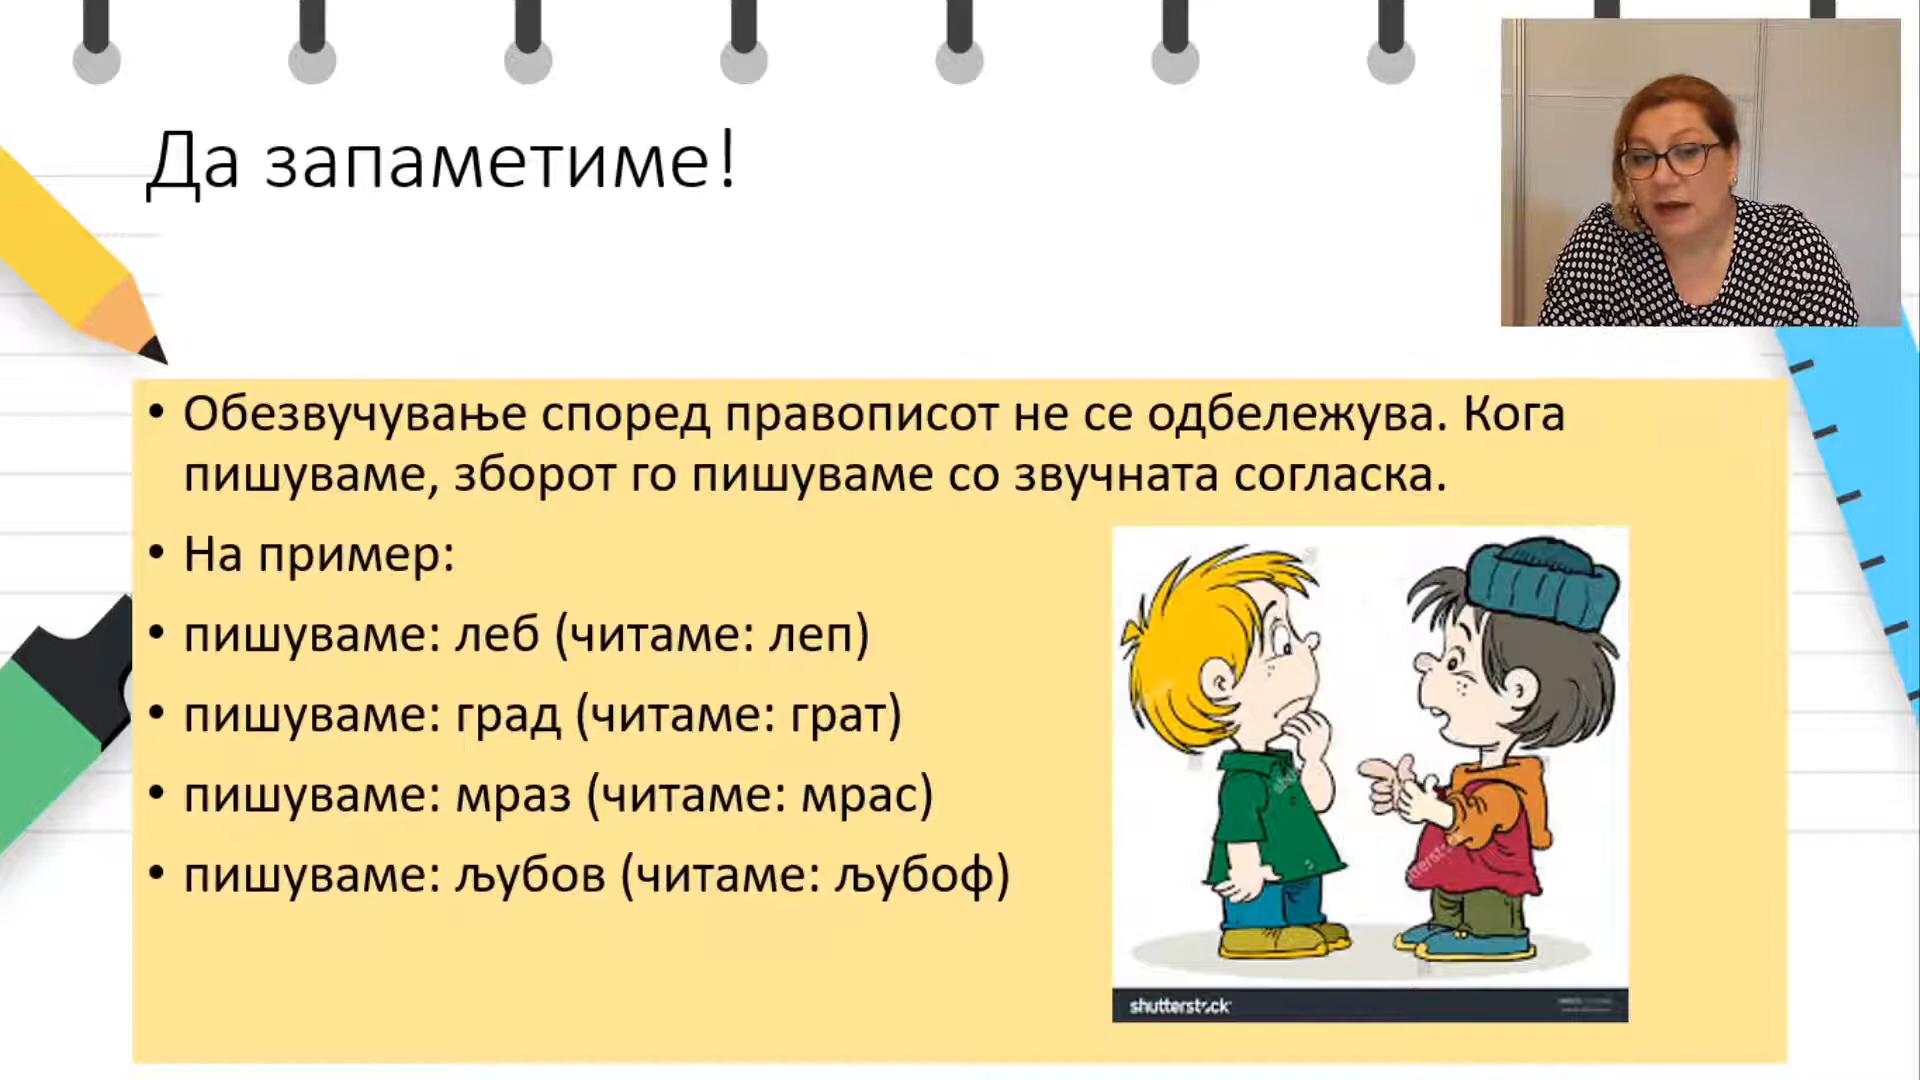 Да запаметиме!
• Обезвучување според правописот не се одбележува. Кога
пишуваме, зборот го пишуваме со звучната согласка.
• На пример:
• пишуваме: леб (читаме: леп)
• пишуваме: град (читаме: грат)
• пишуваме: мраз (читаме: мрас)
• пишуваме: љубов (читаме: љубоф)
shutterstock